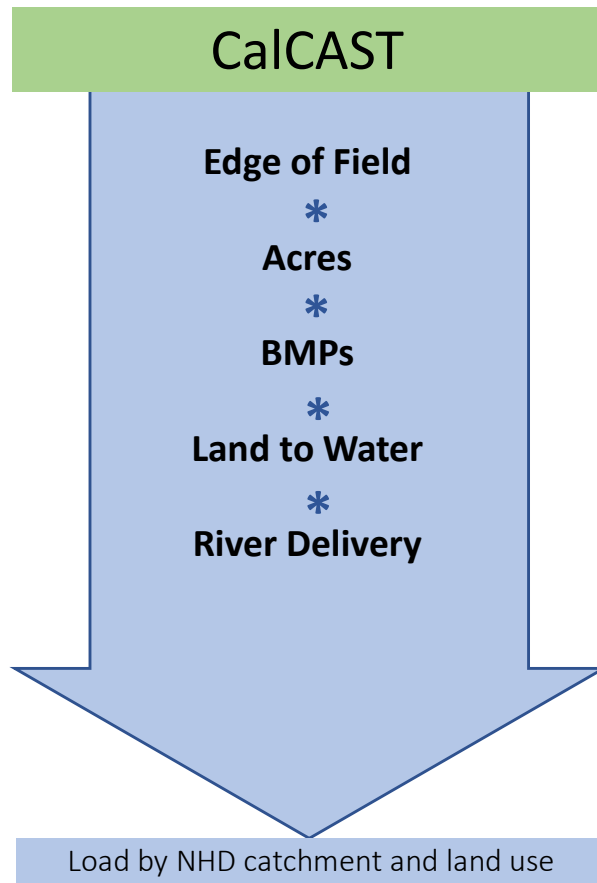 CalCAST
Edge of Field
*
Acres
*
BMPs
*
Land to Water
*
River Delivery
Load by NHD catchment and land use